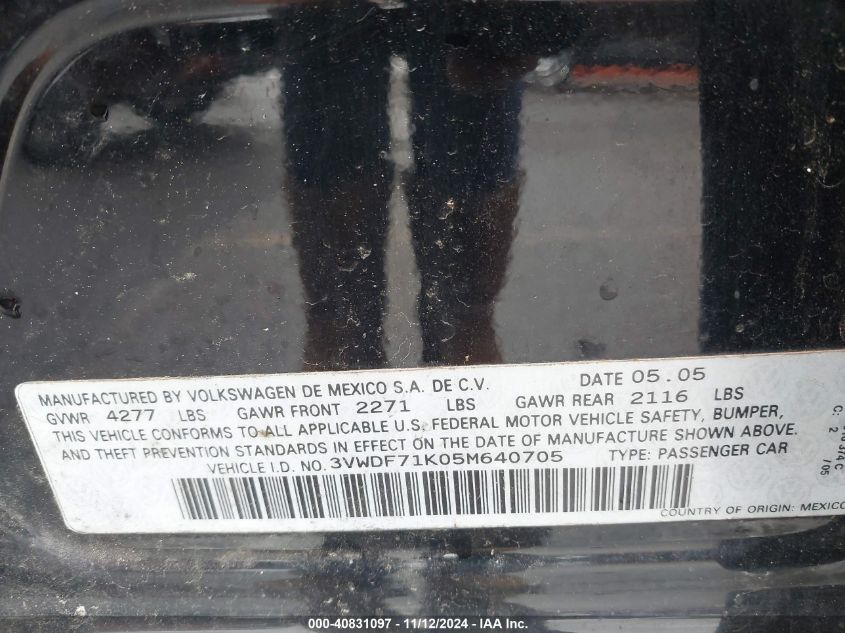 MANUFACTURED BY VOLKSWAGEN DE MEXICO S.A. DE C.V. DATE 05.05
GVWR 4277 LBS GAWR FRONT 2271 LBS GAWR REAR 2116 LBS
THIS VEHICLE CONFORMS TO ALL APPLICABLE U.S. FEDERAL MOTOR VEHICLE SAFETY, BUMPER,
AND THEFT PREVENTION STANDARDS IN EFFECT ON THE DATE OF MANUFACTURE SHOWN ABOVE.
VEHICLE I.D. NO. 3VWDF71K05M640705 TYPE: PASSENGER CAR
COUNTRY OF ORIGIN: MEXICO
C. 2 /05
000-40831097 - 11/12/2024 - IAA Inc.